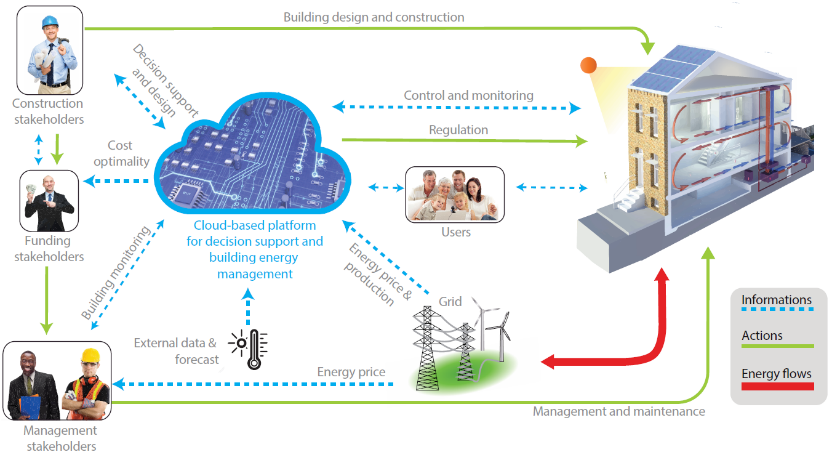 Building design and construction
Decision support
and design
Construction
stakeholders
Control and monitoring
Regulation
Cost
optimality
Users
Funding
stakeholders
Cloud-based platform
for decision support and
building energy
management
Building monitoring
Energy price &
production
Grid
External data &
forecast
Energy price
Management and maintenance
Management
stakeholders
Informations
Actions
Energy flows